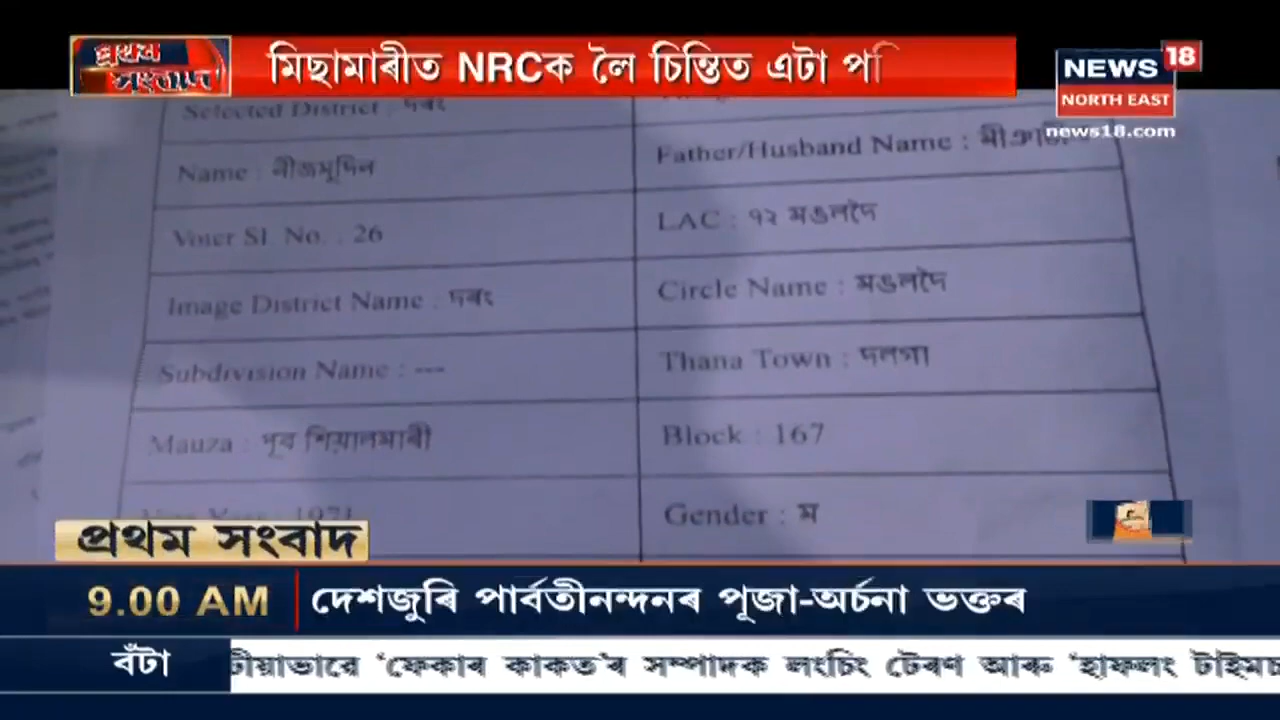 প্ৰথম সংবাদ
মিছামাৰীত NRCক লৈ চিন্তিত এটা
NEWS 18
NORTH EAST
news18.com
Selected District : দৰং
Name : নীজমূদিন
Father/Husband Name :
Voter Sl. No. : 26
LAC : ৭২ মঙলদৈ
Image District Name : দৰং
Circle Name : মঙলদৈ
Subdivision Name : ---
Thana Town : দলগা
Mauza : পূব শিয়ালমাৰী
Block : 167
Year : 1971
Gender : ম
প্ৰথম সংবাদ
9.00 AM
দেশজুৰি পাৰ্বতীনন্দনৰ পূজা-অৰ্চনা ভক্তৰ
বঁটা
টীয়াভাৱে ‘ফেকাৰ কাকত’ৰ সম্পাদক লংচিং টেৰণ আৰু ‘হাফলং টাইমচ